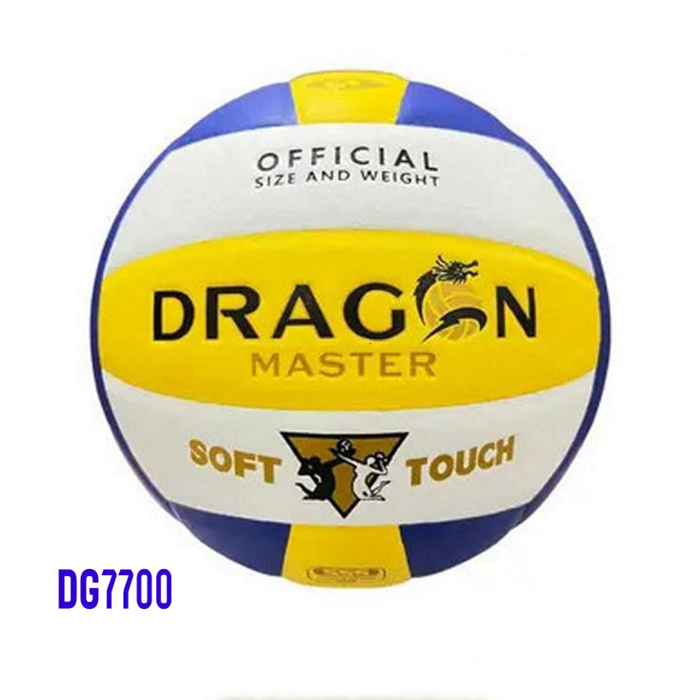 OFFICIAL
SIZE AND WEIGHT
DRAGON
MASTER
SOFT TOUCH
DG7700